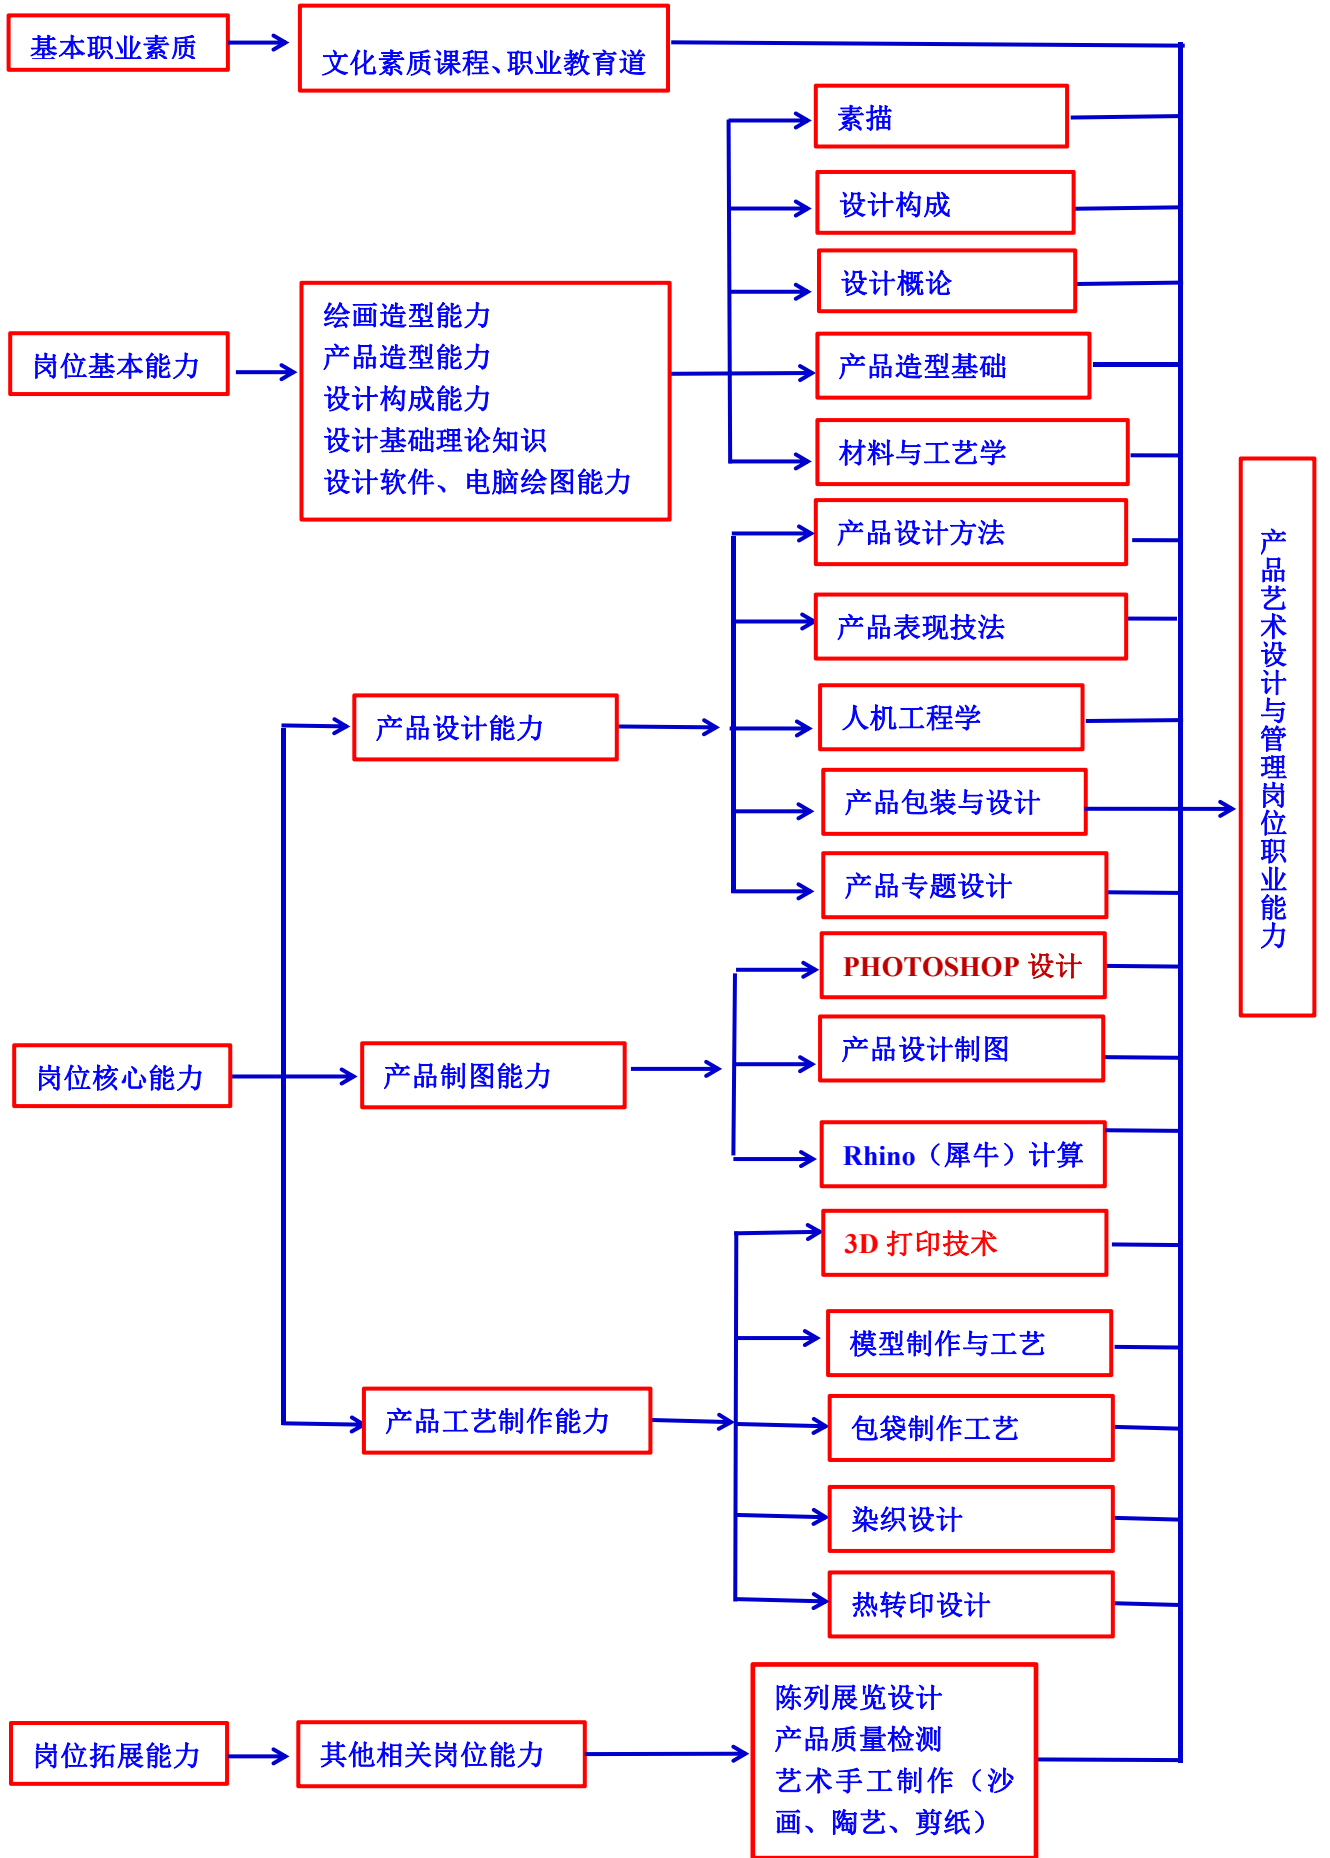 基本职业素质
文化素质课程、职业教育道
素描
设计构成
设计概论
岗位基本能力
绘画造型能力
产品造型能力
设计构成能力
设计基础理论知识
设计软件、电脑绘图能力
产品造型基础
材料与工艺学
产品设计方法
产品表现技法
产品设计能力
人机工程学
产品包装与设计
产品专题设计
产品艺术设计与管理岗位职业能力
PHOTOSHOP 设计
岗位核心能力
产品制图能力
产品设计制图
Rhino（犀牛）计算
3D 打印技术
模型制作与工艺
产品工艺制作能力
包袋制作工艺
染织设计
热转印设计
岗位拓展能力
其他相关岗位能力
陈列展览设计
产品质量检测
艺术手工制作（沙
画、陶艺、剪纸）